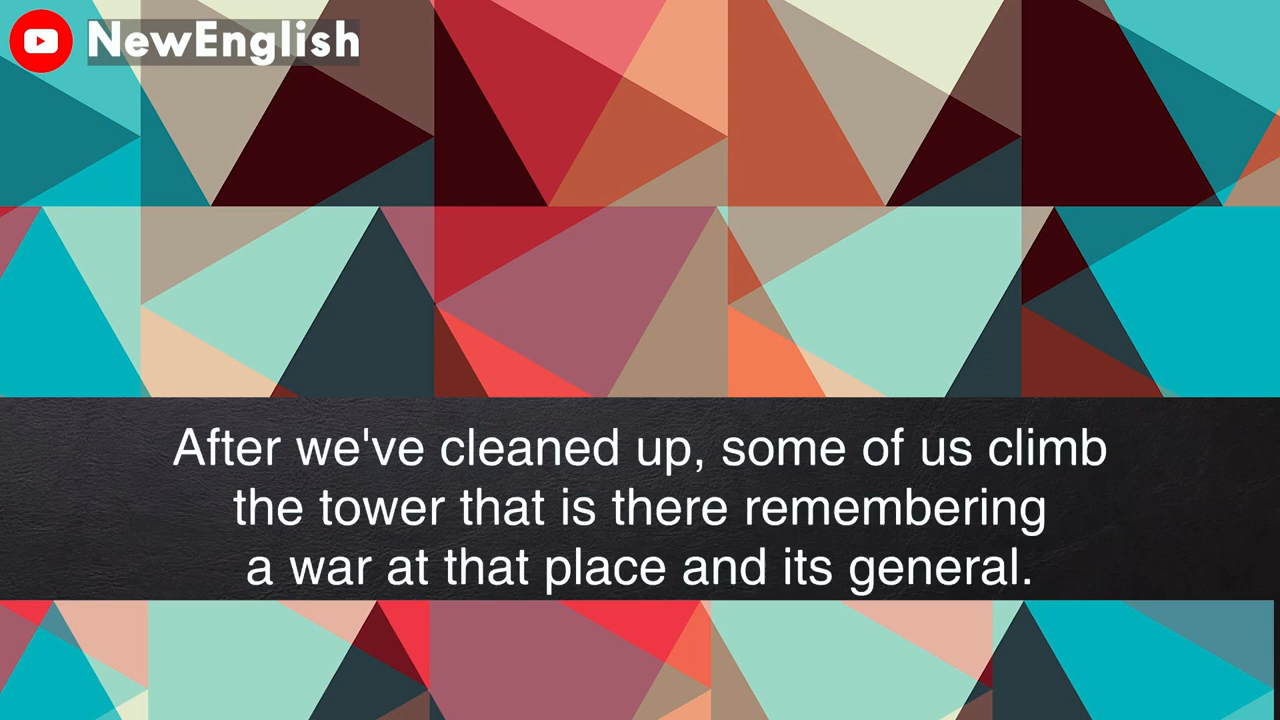 NewEnglish
After we've cleaned up, some of us climb
the tower that is there remembering
a war at that place and its general.